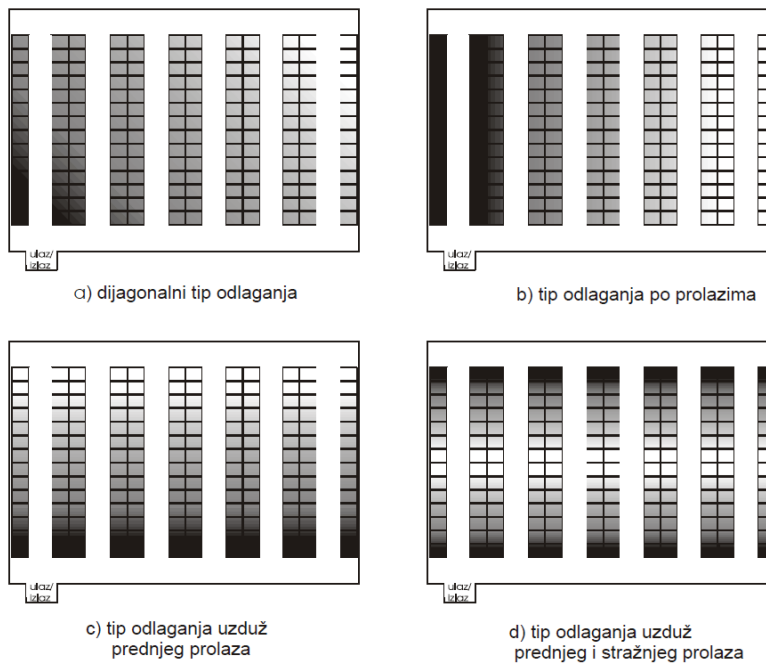 ulaz/
izlaz
a) dijagonalni tip odlaganja
ulaz/
izlaz
b) tip odlaganja po prolazima
ulaz/
izlaz
c) tip odlaganja uzduž
prednjeg prolaza
ulaz/
izlaz
d) tip odlaganja uzduž
prednjeg i stražnjeg prolaza